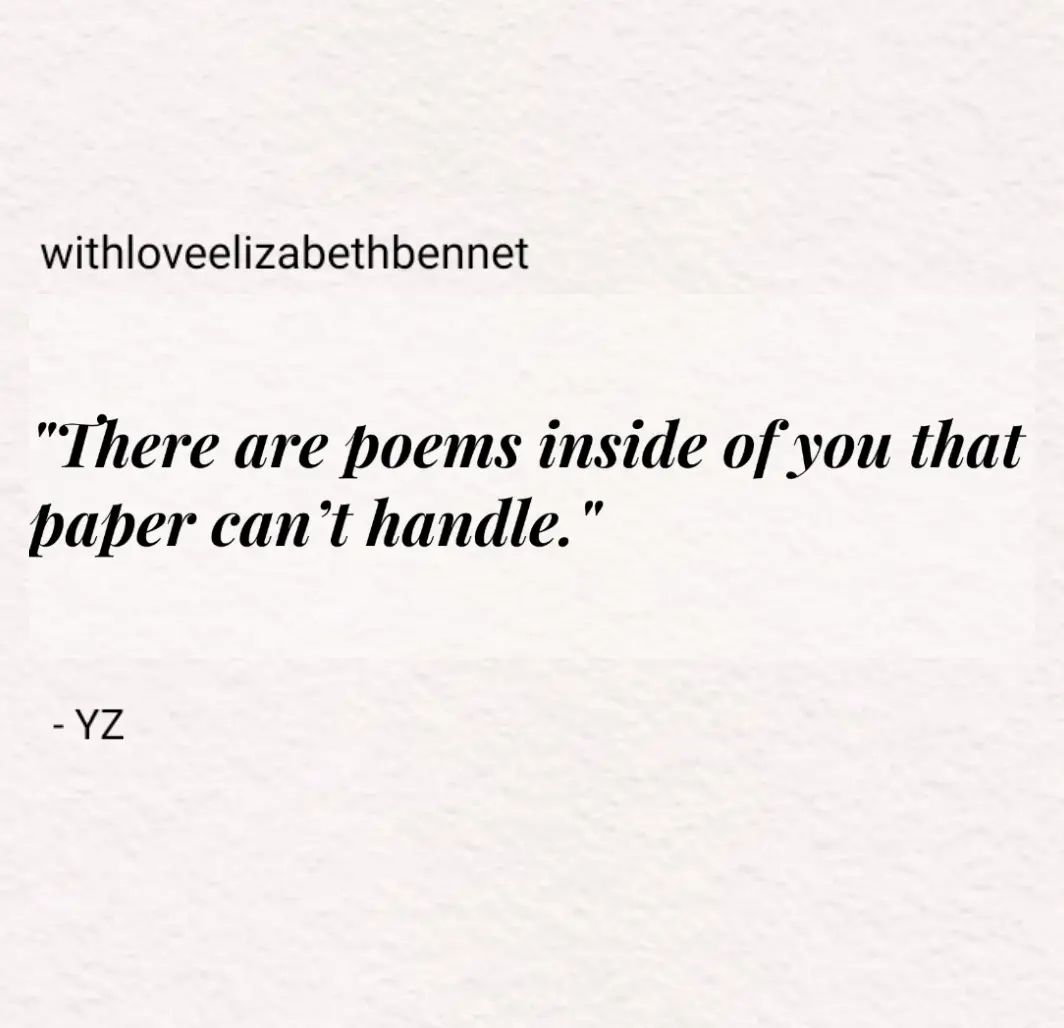 withloveelizabethbennet
"There are poems inside of you that
paper can’t handle."
- YZ